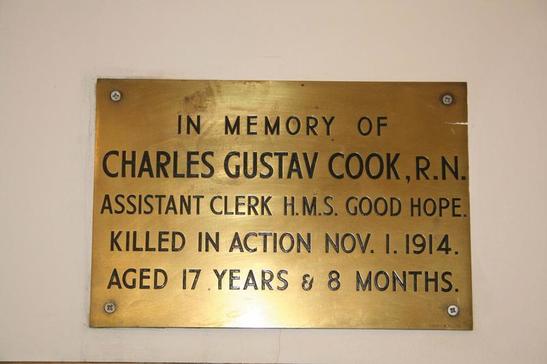 IN MEMORY OF
CHARLES GUSTAV COOK, R.N.
ASSISTANT CLERK H.M.S. GOOD HOPE.
KILLED IN ACTION NOV. 1. 1914.
AGED 17 YEARS & 8 MONTHS.